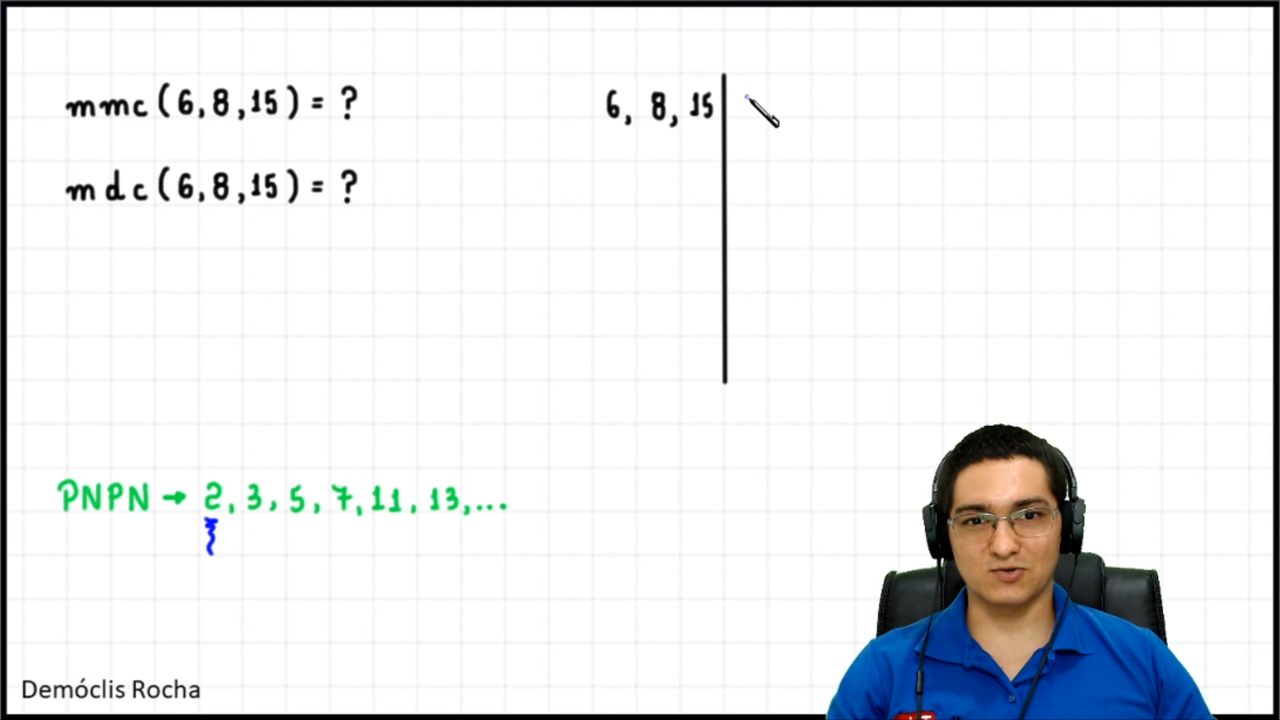 mmc (6,8,15) = ?
mdc (6,8,15) = ?
6, 8, 15
PNPN → 2, 3, 5, 7, 11, 13, ...
Demóclis Rocha